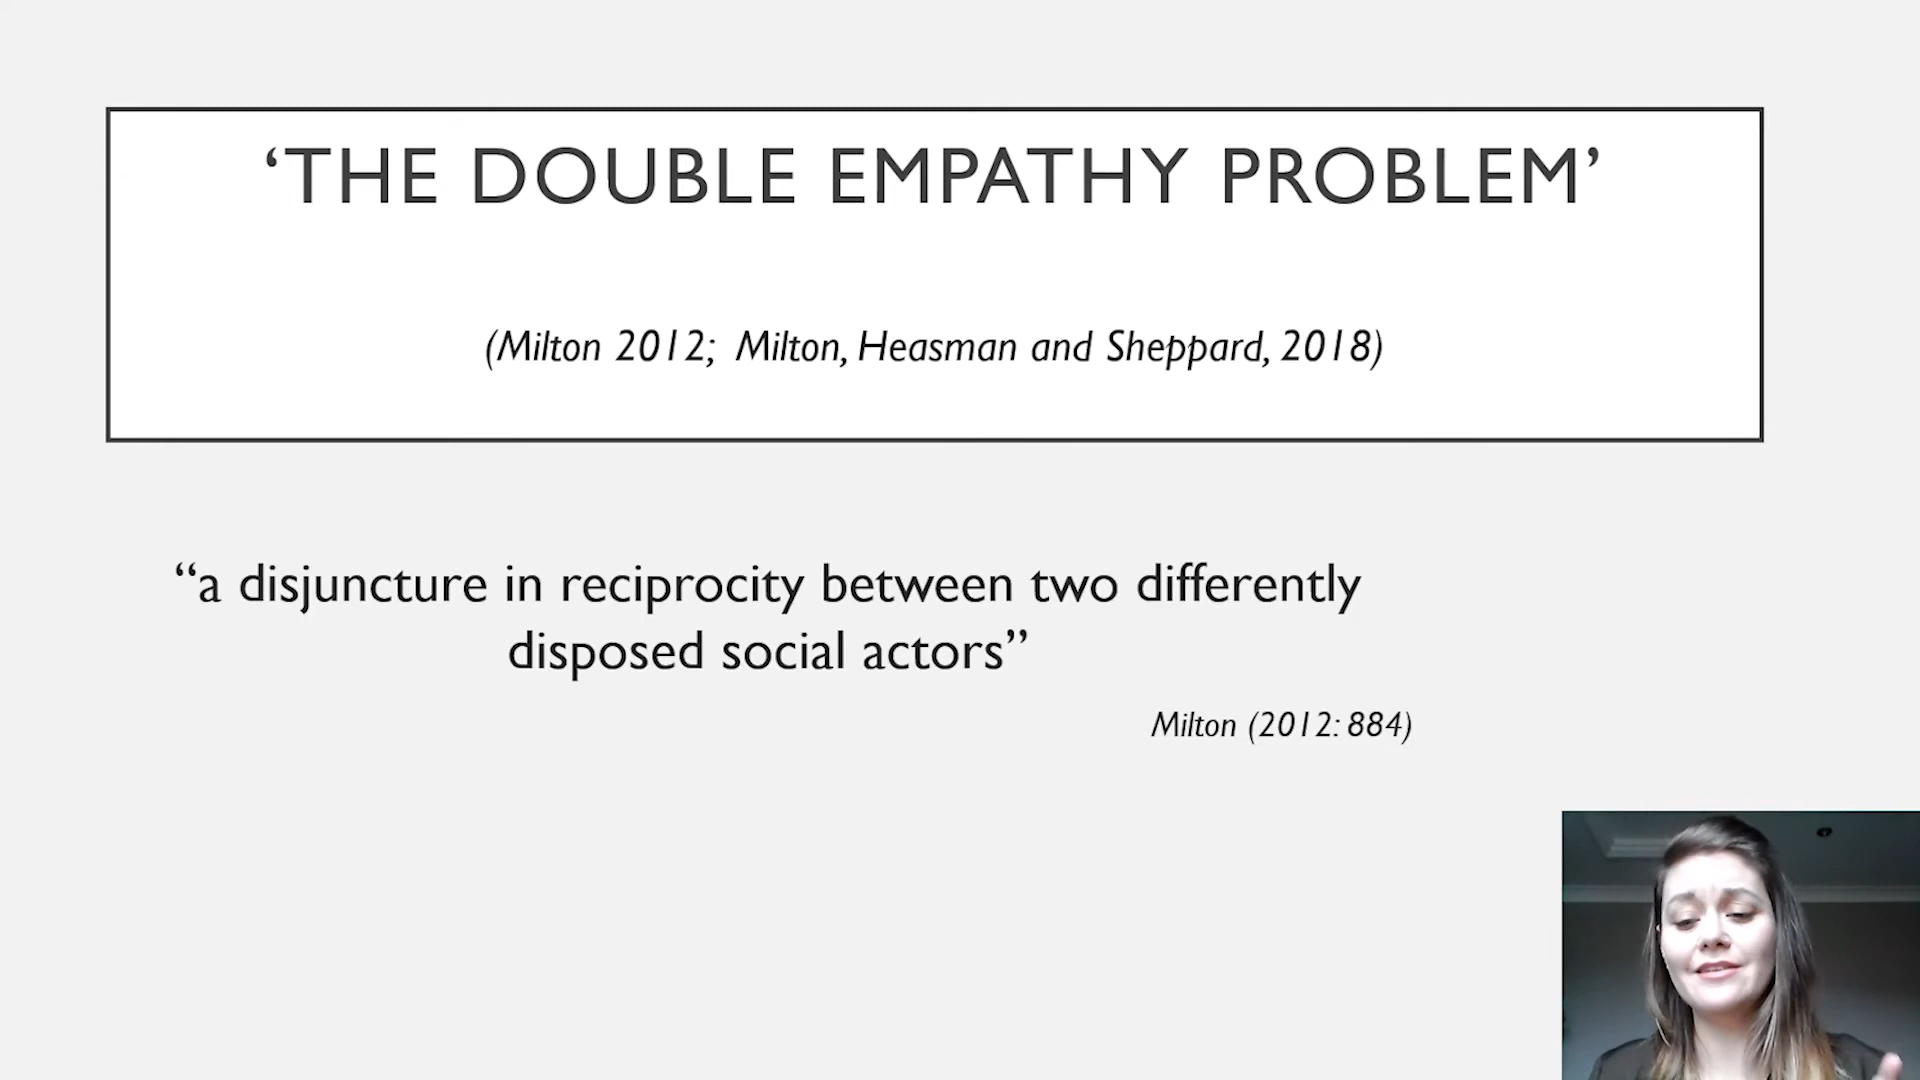 ‘THE DOUBLE EMPATHY PROBLEM’
(Milton 2012; Milton, Heasman and Sheppard, 2018)
“a disjuncture in reciprocity between two differently
disposed social actors”
Milton (2012: 884)